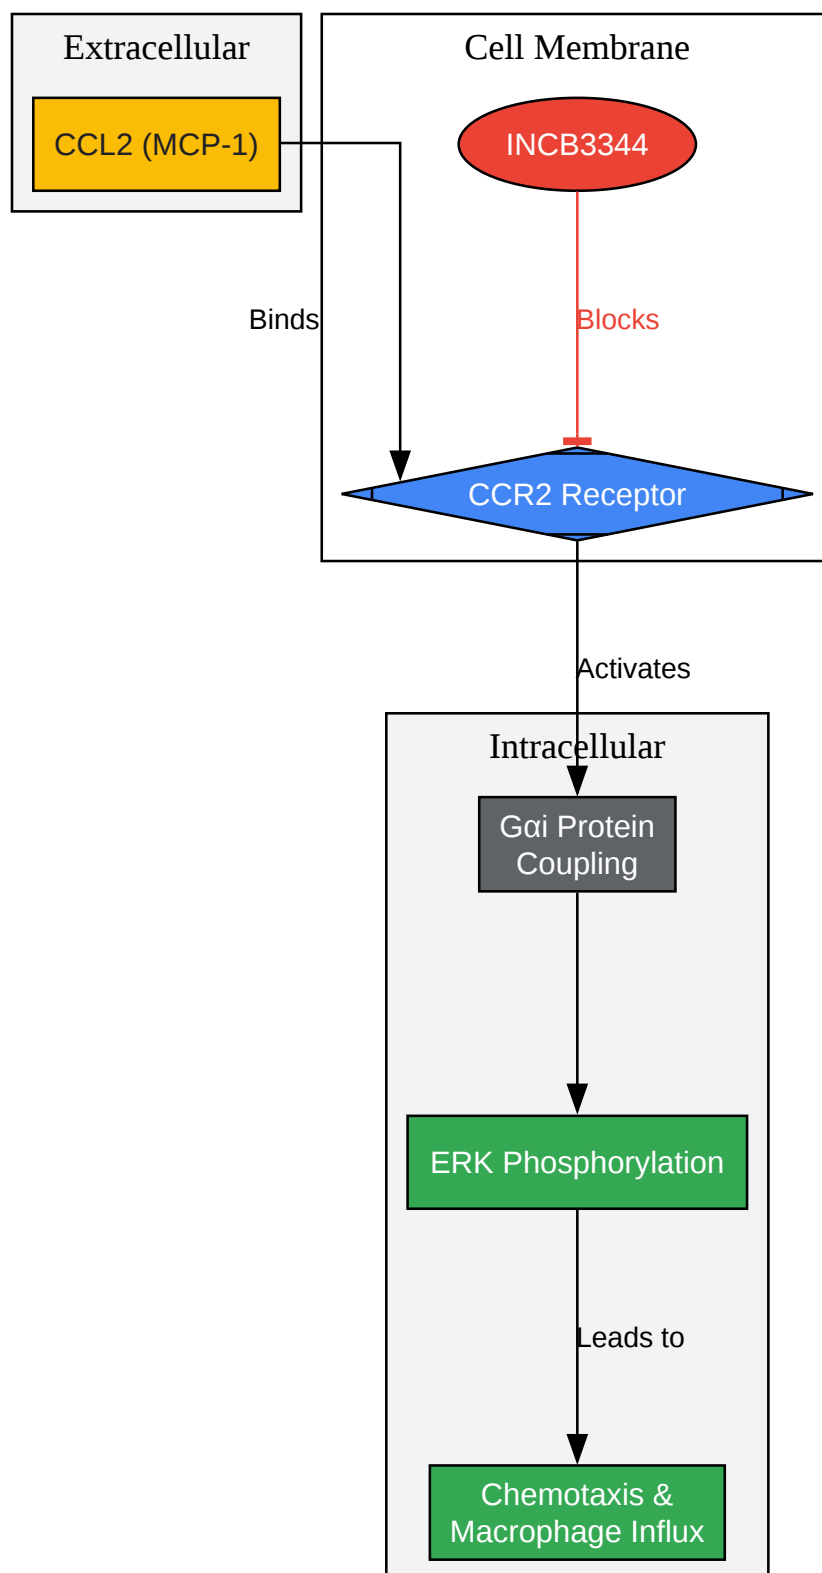 Extracellular
Cell Membrane
CCL2 (MCP-1)
INCB3344
Binds
Blocks
CCR2 Receptor
Activates
Intracellular
Gαi Protein
Coupling
ERK Phosphorylation
Leads to
Chemotaxis &
Macrophage Influx